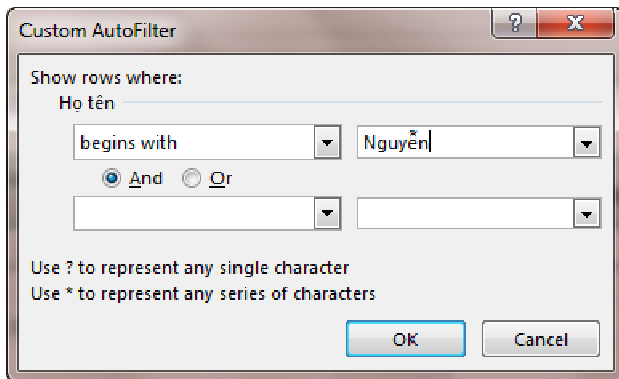 Custom AutoFilter
?
Show rows where:
Họ tên
begins with Nguyễn
And Or
Use ? to represent any single character
Use * to represent any series of characters
OK Cancel